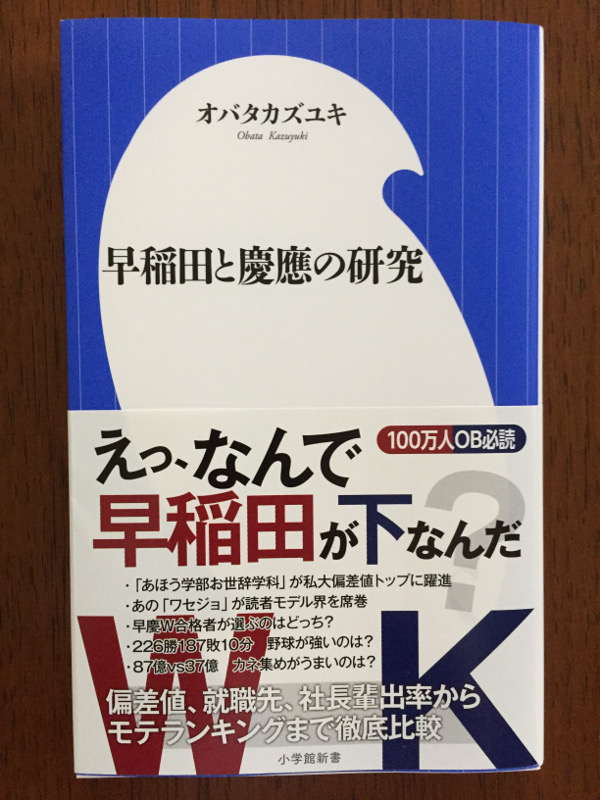 オバタカズユキ
Obata Kazuyuki
早稲田と慶應の研究
100万人OB必読
えっ、なんで
早稲田が下なんだ?
・「あほう学部お世辞学科」が私大偏差値トップに躍進
・あの「ワセジョ」が読者モデル界を席巻
・早慶W合格者が選ぶのはどっち?
・226勝187敗10分 野球が強いのは?
・87億vs37億 カネ集めがうまいのは?
W K
偏差値、就職先、社長輩出率から
モテランキングまで徹底比較
小学館新書